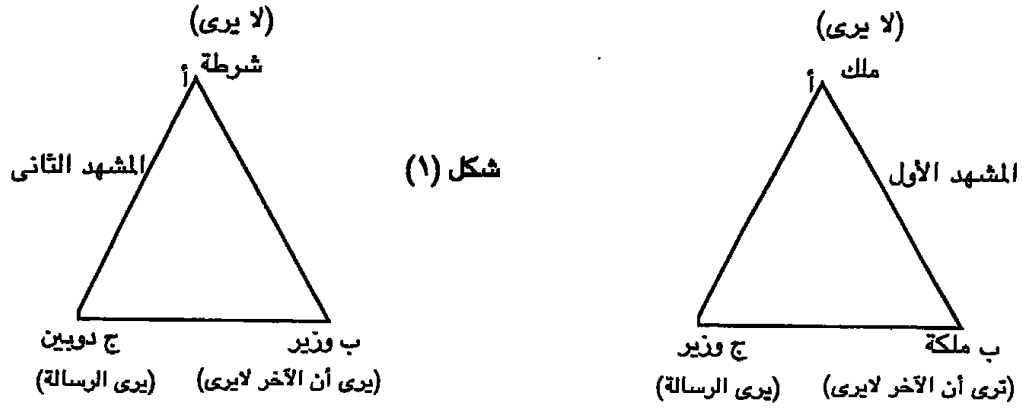 (لا يرى)
ملك
أ
المشهد الأول
ب ملكة
(ترى أن الآخر لايرى)
ج وزير
(يرى الرسالة)
شكل (١)
(لا يرى)
شرطة
أ
المشهد الثانى
ب وزير
(يرى أن الآخر لايرى)
ج دوبين
(يرى الرسالة)